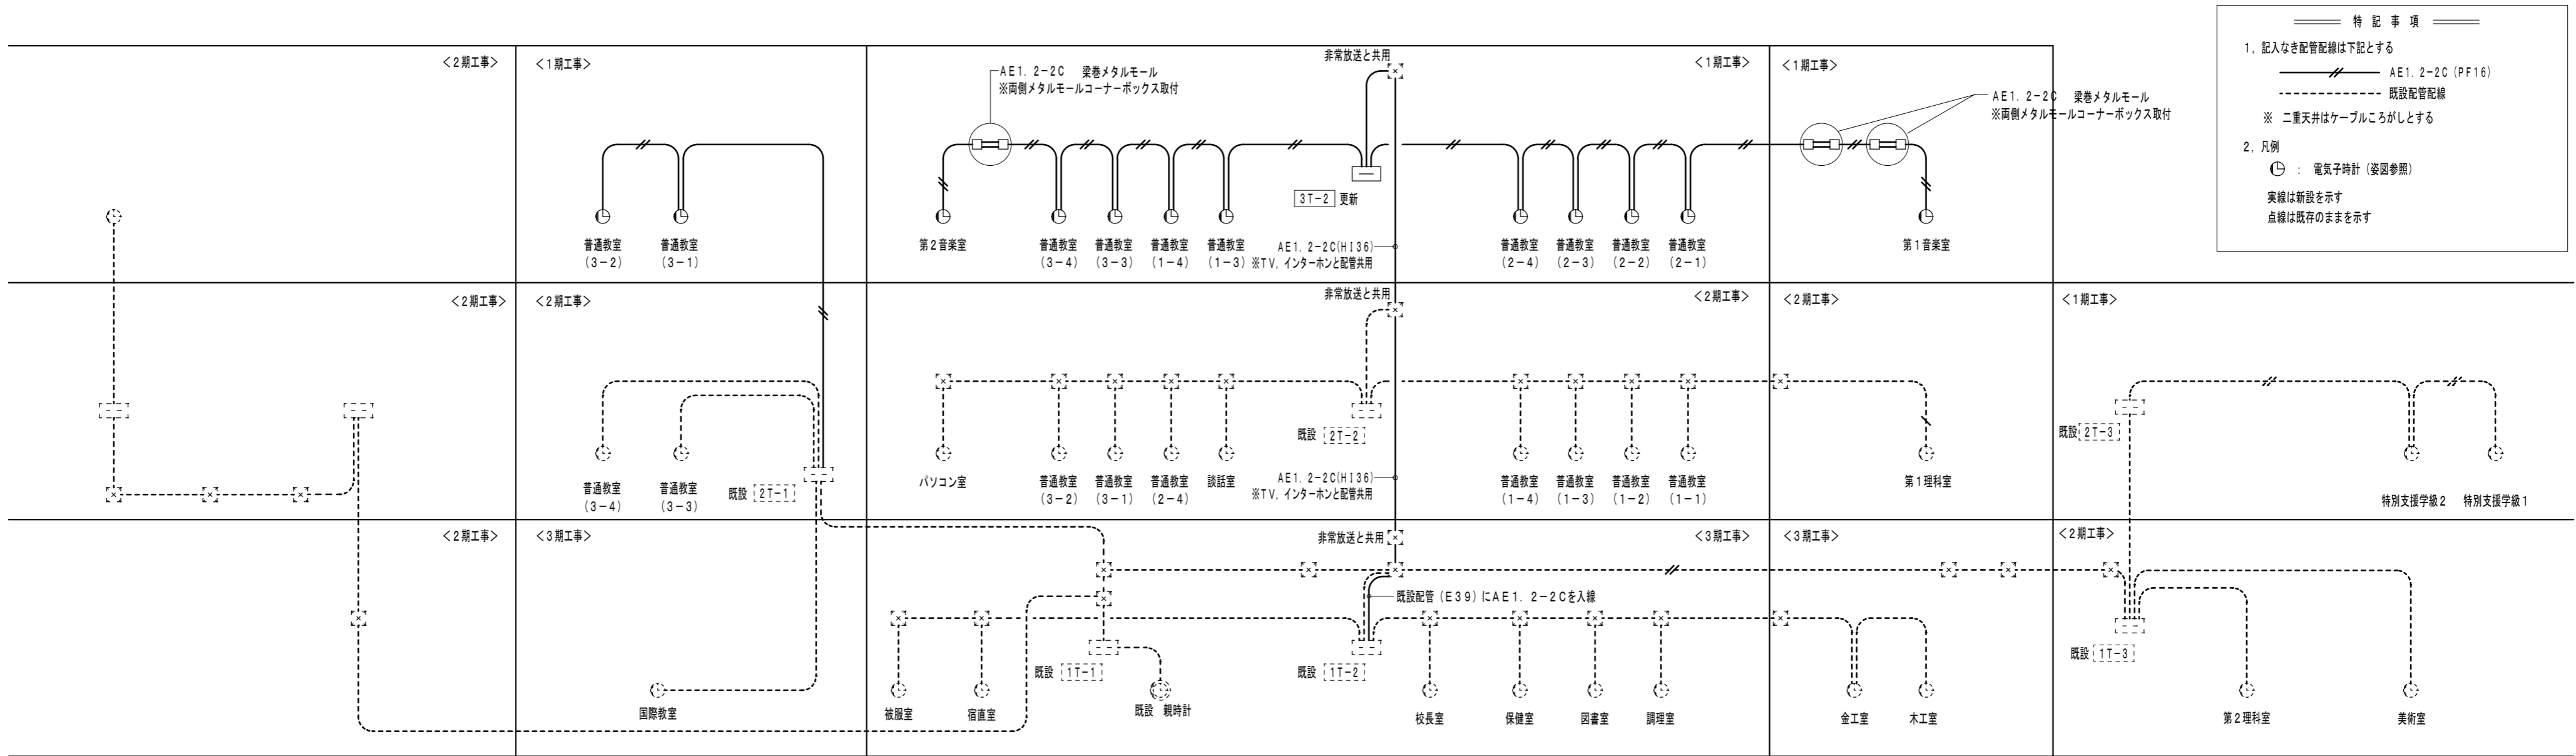 特 記 事 項
1, 記入なき配管配線は下記とする
AE1. 2-2C (PF16)
既設配管配線
※ 二重天井はケーブルころがしとする
2, 凡例
: 電気子時計 (姿図参照)
実線は新設を示す
点線は既存のままを示す
<2期工事>
<1期工事>
AE1. 2-2C 梁巻メタルモール
※両側メタルモールコーナーボックス取付
非常放送と共用
<1期工事>
<1期工事>
AE1. 2-2C 梁巻メタルモール
※両側メタルモールコーナーボックス取付
3T-2 更新
普通教室
(3-2)
普通教室
(3-1)
第2音楽室
普通教室
(3-4)
普通教室
(3-3)
普通教室
(1-4)
普通教室
(1-3)
AE1. 2-2C(HI36)
※TV, インターホンと配管共用
普通教室
(2-4)
普通教室
(2-3)
普通教室
(2-2)
普通教室
(2-1)
第1音楽室
<2期工事>
<2期工事>
非常放送と共用
<2期工事>
<2期工事>
<1期工事>
既設 2T-2
既設 2T-3
普通教室
(3-4)
普通教室
(3-3)
既設 2T-1
パソコン室
普通教室
(3-2)
普通教室
(3-1)
普通教室
(2-4)
談話室
AE1. 2-2C(HI36)
※TV, インターホンと配管共用
普通教室
(1-4)
普通教室
(1-3)
普通教室
(1-2)
普通教室
(1-1)
第1理科室
特別支援学級2
特別支援学級1
<2期工事>
<3期工事>
非常放送と共用
<3期工事>
<3期工事>
<2期工事>
既設配管 (E39) にAE1. 2-2Cを入線
既設 1T-1
既設 1T-2
既設 1T-3
国際教室
被服室
宿直室
既設 親時計
校長室
保健室
図書室
調理室
金工室
木工室
第2理科室
美術室